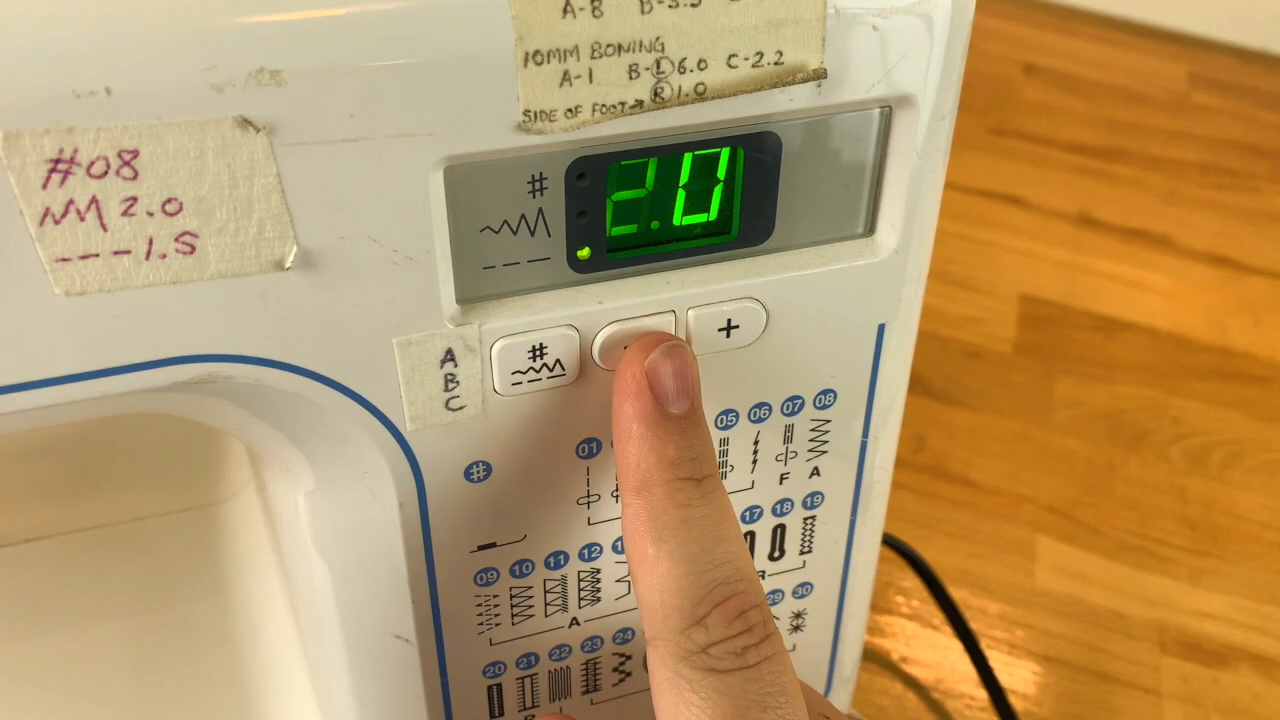 A-8 B-3.5
10MM BONING
A-1 B-Ⓛ6.0 C-2.2
Ⓡ1.0
SIDE OF FOOT→
#08
2.0
---1.5
#
2.0
A
B
C
#
+
#
01 05 06 07 08
F A
17 18 19
R
09 10 11 12
A
29 30
20 21 22 23 24